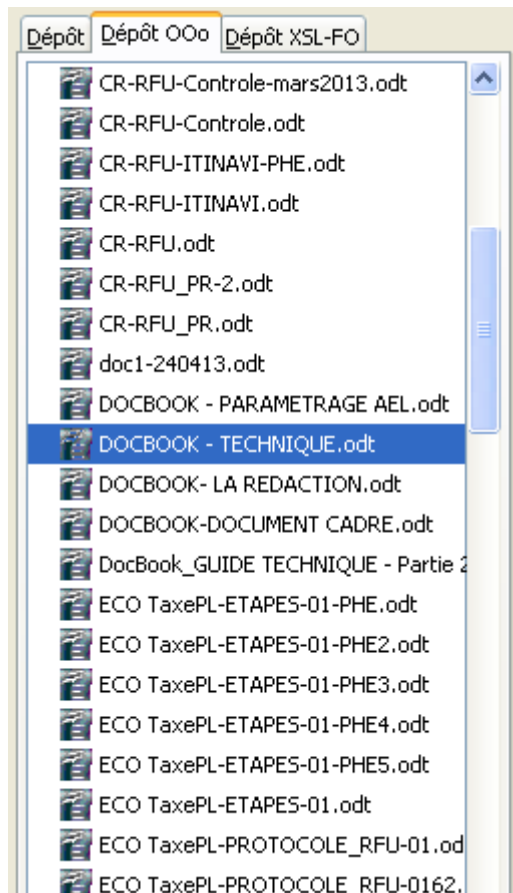 Dépôt Dépôt OOo Dépôt XSL-FO
CR-RFU-Controle-mars2013.odt
CR-RFU-Controle.odt
CR-RFU-ITINAVI-PHE.odt
CR-RFU-ITINAVI.odt
CR-RFU.odt
CR-RFU_PR-2.odt
CR-RFU_PR.odt
doc1-240413.odt
DOCBOOK - PARAMETRAGE AEL.odt
DOCBOOK - TECHNIQUE.odt
DOCBOOK- LA REDACTION.odt
DOCBOOK-DOCUMENT CADRE.odt
DocBook_GUIDE TECHNIQUE - Partie 2
ECO TaxePL-ETAPES-01-PHE.odt
ECO TaxePL-ETAPES-01-PHE2.odt
ECO TaxePL-ETAPES-01-PHE3.odt
ECO TaxePL-ETAPES-01-PHE4.odt
ECO TaxePL-ETAPES-01-PHE5.odt
ECO TaxePL-ETAPES-01.odt
ECO TaxePL-PROTOCOLE_RFU-01.od
ECO TaxePL-PROTOCOLE_RFU-0162.